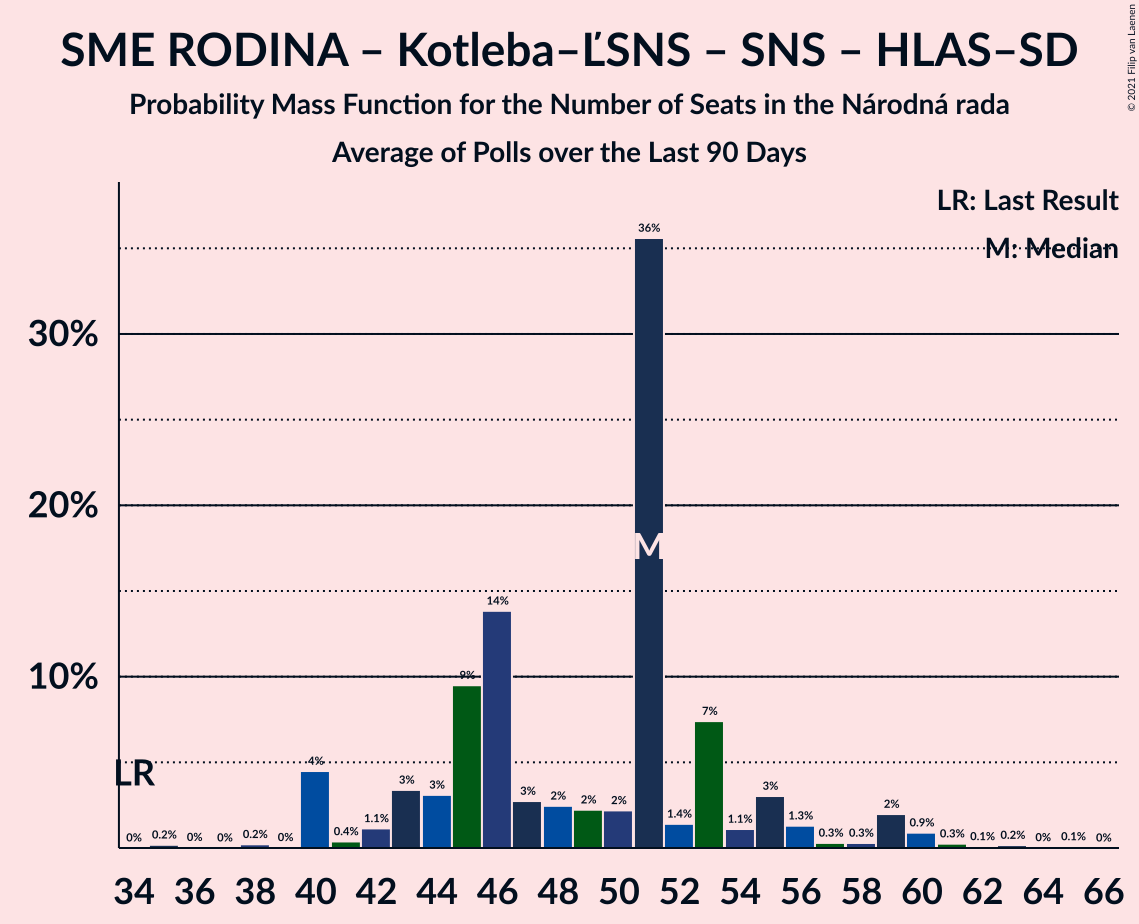 SME RODINA – Kotleba–ĽSNS – SNS – HLAS–SD
Probability Mass Function for the Number of Seats in the Národná rada
Average of Polls over the Last 90 Days
© 2021 Filip van Laenen
LR: Last Result
M: Median
36%
30%
20%
M
14%
10%
9%
7%
LR
0% 0.2% 0% 0% 0.2% 0% 4% 0.4% 1.1% 3% 3% 3% 2% 2% 2% 1.4% 1.1% 3% 1.3% 0.3% 0.3% 2% 0.9% 0.3% 0.1% 0.2% 0% 0.1% 0%
34 36 38 40 42 44 46 48 50 52 54 56 58 60 62 64 66